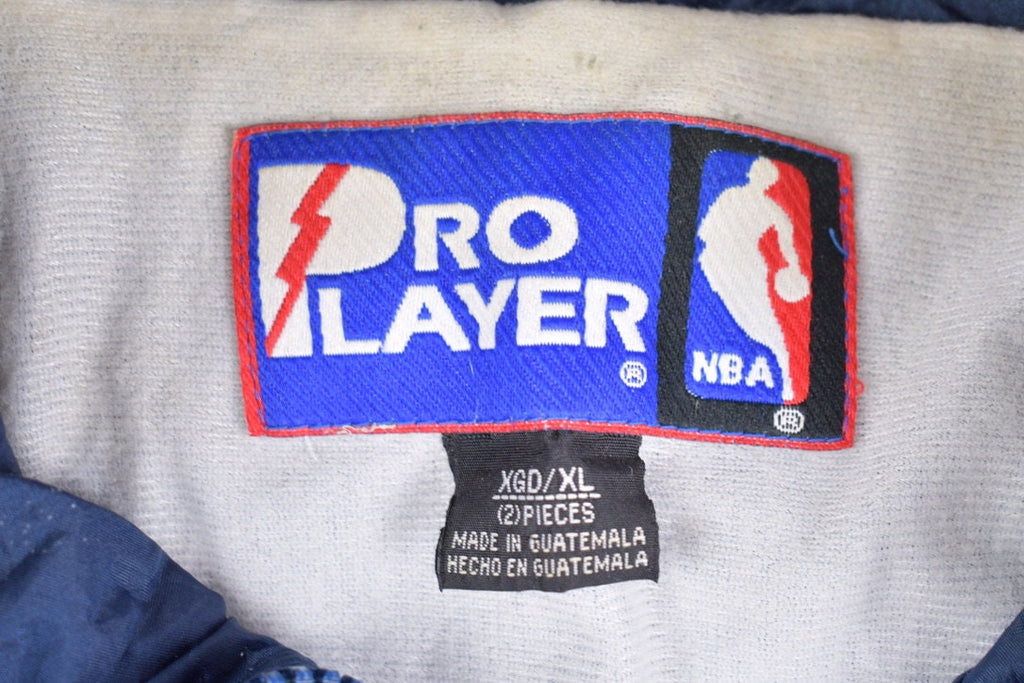 PRO
PLAYER
®
NBA
®
XGD/XL
(2)PIECES
MADE IN GUATEMALA
HECHO EN GUATEMALA